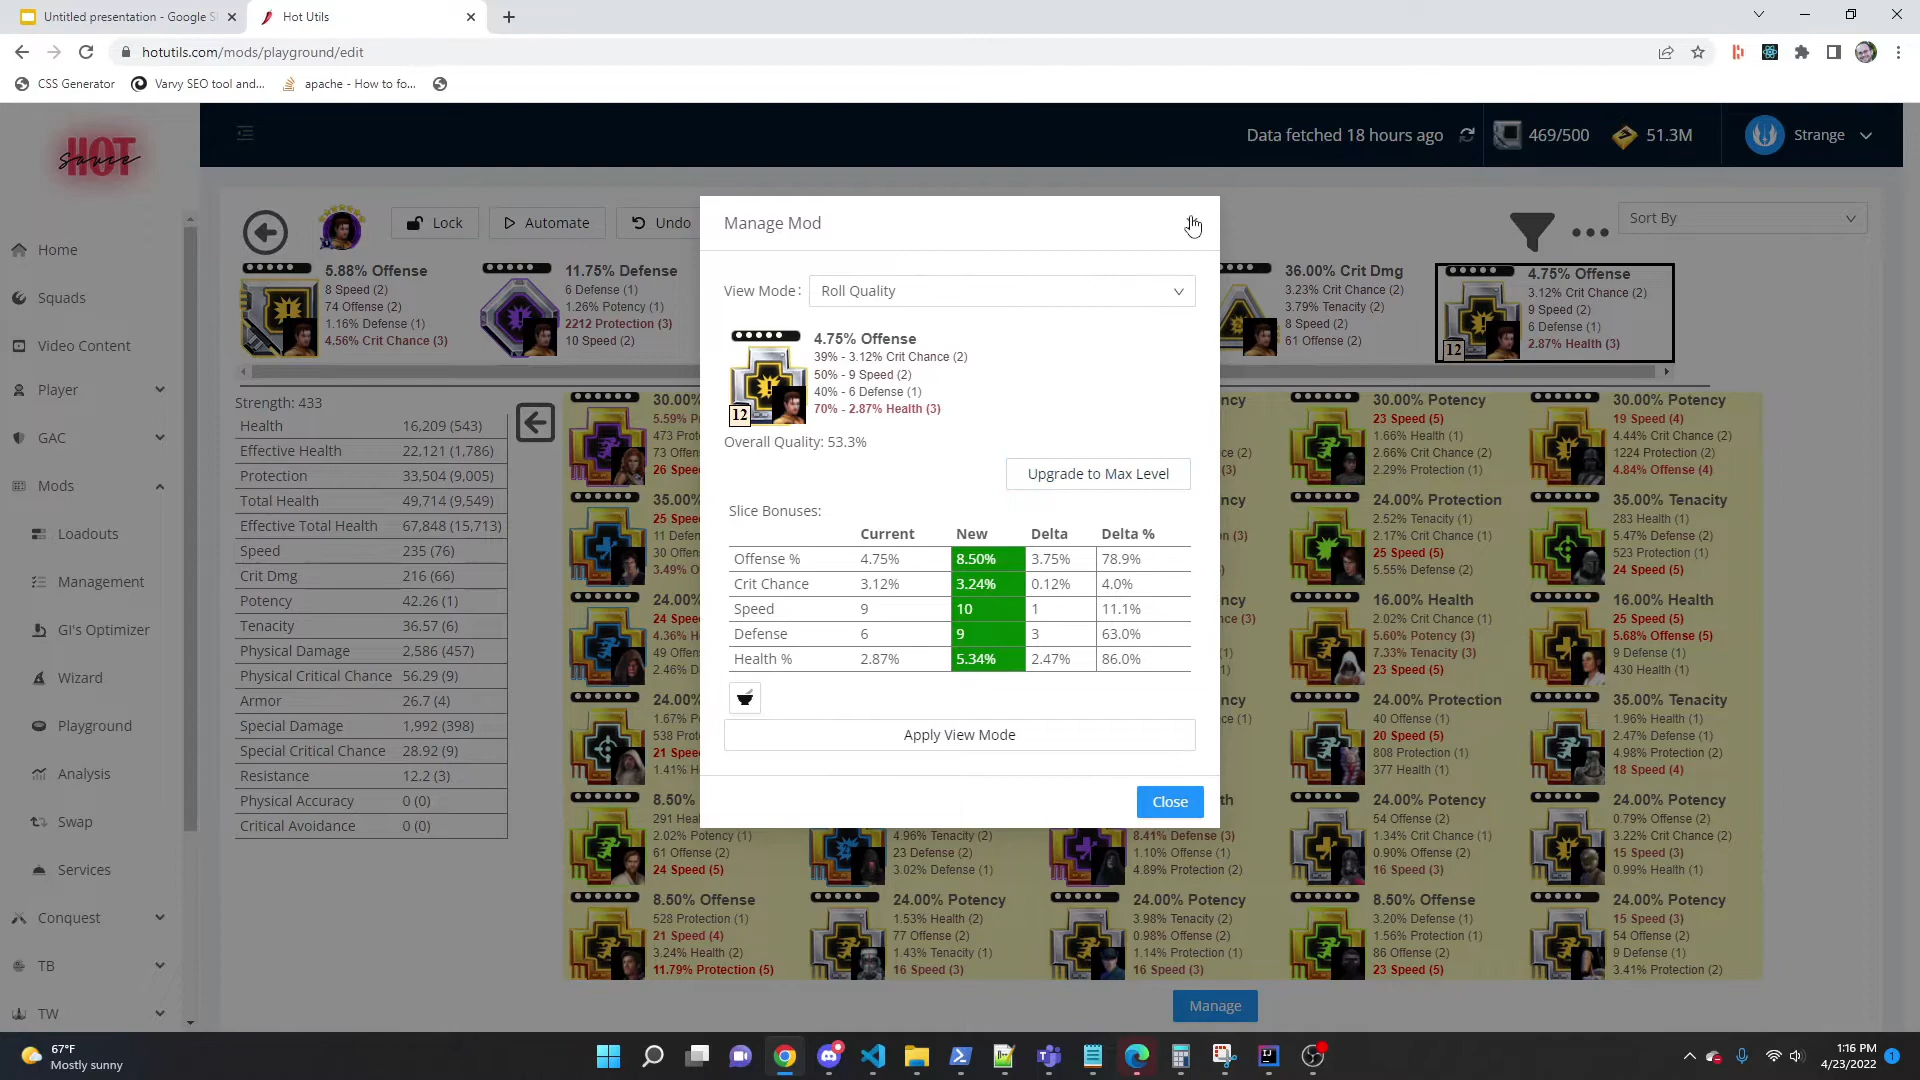 Untitled presentation - Google S
Hot Utils
hotutils.com/mods/playground/edit
CSS Generator
Varvy SEO tool and...
apache - How to fo...
HOT
sauce
Data fetched 18 hours ago
469/500
51.3M
Strange
Home
Squads
Video Content
Player
GAC
Mods
Loadouts
Management
GI's Optimizer
Wizard
Playground
Analysis
Swap
Services
Conquest
TB
TW
Lock
Automate
Undo
Sort By
5.88% Offense
8 Speed (2)
74 Offense (2)
1.16% Defense (1)
4.56% Crit Chance (3)
11.75% Defense
6 Defense (1)
1.26% Potency (1)
2212 Protection (3)
10 Speed (2)
36.00% Crit Dmg
3.23% Crit Chance (2)
3.79% Tenacity (2)
8 Speed (2)
61 Offense (2)
4.75% Offense
3.12% Crit Chance (2)
9 Speed (2)
6 Defense (1)
2.87% Health (3)
12
Strength: 433
Health 16,209 (543)
Effective Health 22,121 (1,786)
Protection 33,504 (9,005)
Total Health 49,714 (9,549)
Effective Total Health 67,848 (15,713)
Speed 235 (76)
Crit Dmg 216 (66)
Potency 42.26 (1)
Tenacity 36.57 (6)
Physical Damage 2,586 (457)
Physical Critical Chance 56.29 (9)
Armor 26.7 (4)
Special Damage 1,992 (398)
Special Critical Chance 28.92 (9)
Resistance 12.2 (3)
Physical Accuracy 0 (0)
Critical Avoidance 0 (0)
Manage Mod
View Mode:
Roll Quality
4.75% Offense
39% - 3.12% Crit Chance (2)
50% - 9 Speed (2)
40% - 6 Defense (1)
70% - 2.87% Health (3)
12
Overall Quality: 53.3%
Upgrade to Max Level
Slice Bonuses:
Current New Delta Delta %
Offense % 4.75% 8.50% 3.75% 78.9%
Crit Chance 3.12% 3.24% 0.12% 4.0%
Speed 9 10 1 11.1%
Defense 6 9 3 63.0%
Health % 2.87% 5.34% 2.47% 86.0%
Apply View Mode
Close
30.00%
5.59%
26 Speed
35.00%
25 Speed
24.00%
24 Speed
24.00%
21 Speed
8.50%
2.02% Potency (1)
61 Offense (2)
24 Speed (5)
4.96% Tenacity (2)
23 Defense (2)
3.02% Defense (1)
8.41% Defense (3)
1.10% Offense (1)
4.89% Protection (2)
30.00% Potency
23 Speed (5)
1.66% Health (1)
2.66% Crit Chance (2)
2.29% Protection (1)
30.00% Potency
19 Speed (4)
4.44% Crit Chance (2)
1224 Protection (2)
4.84% Offense (4)
24.00% Protection
2.52% Tenacity (1)
2.17% Crit Chance (1)
25 Speed (5)
5.55% Defense (2)
35.00% Tenacity
283 Health (1)
5.47% Defense (2)
523 Protection (1)
24 Speed (5)
16.00% Health
2.02% Crit Chance (1)
5.60% Potency (3)
7.33% Tenacity (3)
23 Speed (5)
16.00% Health
25 Speed (5)
5.68% Offense (5)
9 Defense (1)
430 Health (1)
24.00% Protection
40 Offense (1)
20 Speed (5)
808 Protection (1)
377 Health (1)
35.00% Tenacity
1.96% Health (1)
2.47% Defense (1)
4.98% Protection (2)
18 Speed (4)
24.00% Potency
54 Offense (2)
1.34% Crit Chance (1)
0.90% Offense (2)
16 Speed (3)
24.00% Potency
0.79% Offense (2)
3.22% Crit Chance (2)
15 Speed (3)
0.99% Health (1)
8.50% Offense
528 Protection (1)
21 Speed (4)
3.24% Health (2)
11.79% Protection (5)
24.00% Potency
1.53% Health (2)
77 Offense (2)
1.43% Tenacity (1)
16 Speed (3)
24.00% Potency
3.98% Tenacity (2)
0.98% Offense (2)
1.14% Protection (1)
16 Speed (3)
8.50% Offense
3.20% Defense (1)
1.56% Protection (1)
86 Offense (2)
23 Speed (5)
24.00% Potency
15 Speed (3)
54 Offense (2)
9 Defense (1)
3.41% Protection (2)
Manage
67°F
Mostly sunny
1:16 PM
4/23/2022
1